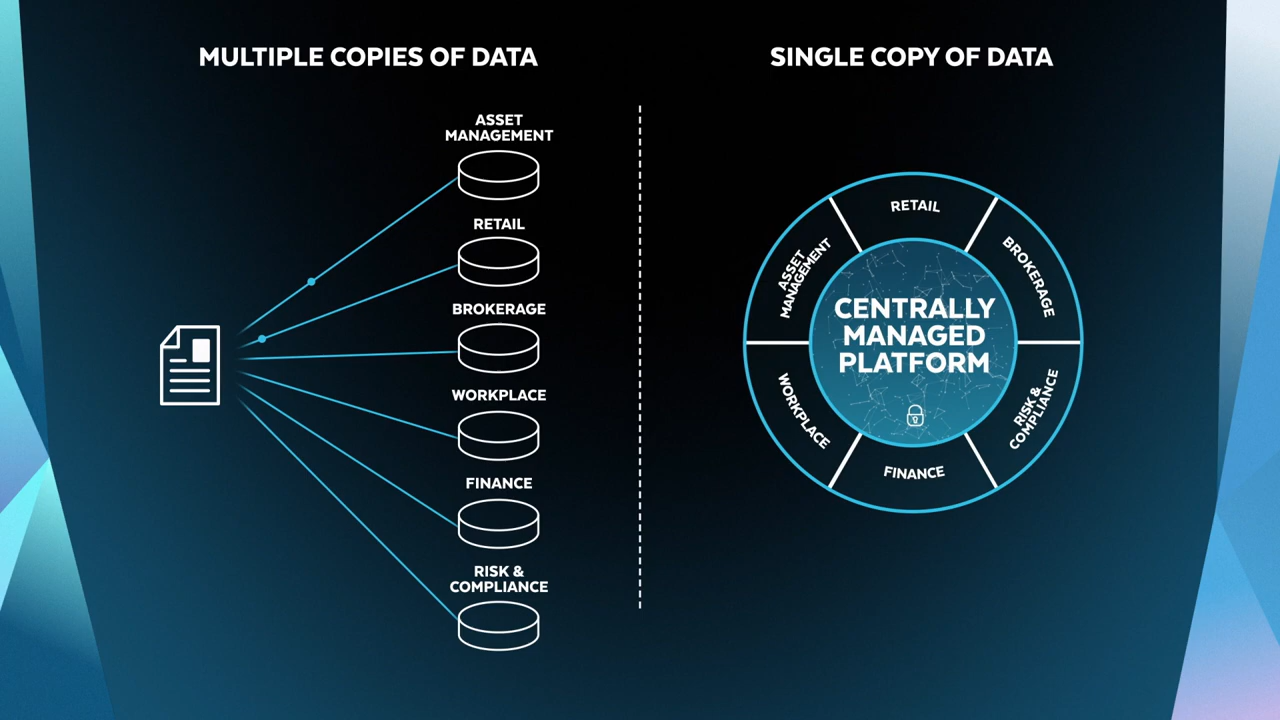 MULTIPLE COPIES OF DATA
ASSET
MANAGEMENT
RETAIL
BROKERAGE
WORKPLACE
FINANCE
RISK &
COMPLIANCE
SINGLE COPY OF DATA
RETAIL
BROKERAGE
RISK &
COMPLIANCE
FINANCE
WORKPLACE
ASSET
MANAGEMENT
CENTRALLY
MANAGED
PLATFORM